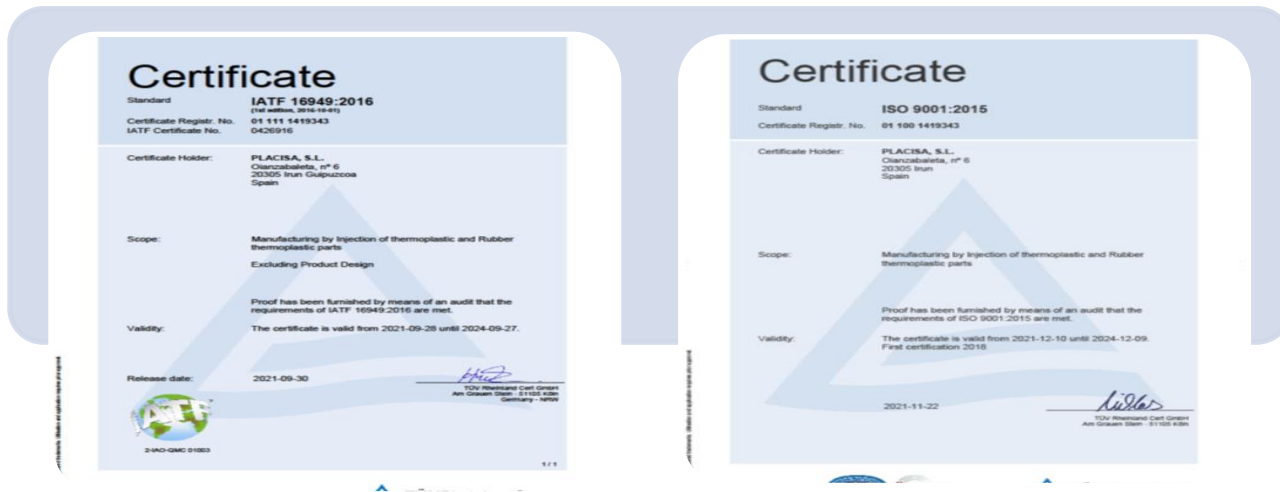 Certificate
Standard IATF 16949:2016
(1st edition, 2016-10-01)
Certificate Registr. No. 01 111 1419343
IATF Certificate No. 0426916
Certificate Holder: PLACISA, S.L.
Oianzabaleta, nº 6
20305 Irun Guipuzcoa
Spain
Scope: Manufacturing by Injection of thermoplastic and Rubber
thermoplastic parts
Excluding Product Design
Proof has been furnished by means of an audit that the
requirements of IATF 16949:2016 are met.
Validity: The certificate is valid from 2021-09-28 until 2024-09-27.
Release date: 2021-09-30
TÜV Rheinland Cert GmbH
Am Grauen Stein · 51105 Köln
Germany - NRW
IATF
2-IAO-QMC 01003
1 / 1
Certificate
Standard ISO 9001:2015
Certificate Registr. No. 01 100 1419343
Certificate Holder: PLACISA, S.L.
Oianzabaleta, nº 6
20305 Irun
Spain
Scope: Manufacturing by Injection of thermoplastic and Rubber
thermoplastic parts
Proof has been furnished by means of an audit that the
requirements of ISO 9001:2015 are met.
Validity: The certificate is valid from 2021-12-10 until 2024-12-09.
First certification 2018
2021-11-22
TÜV Rheinland Cert GmbH
Am Grauen Stein · 51105 Köln